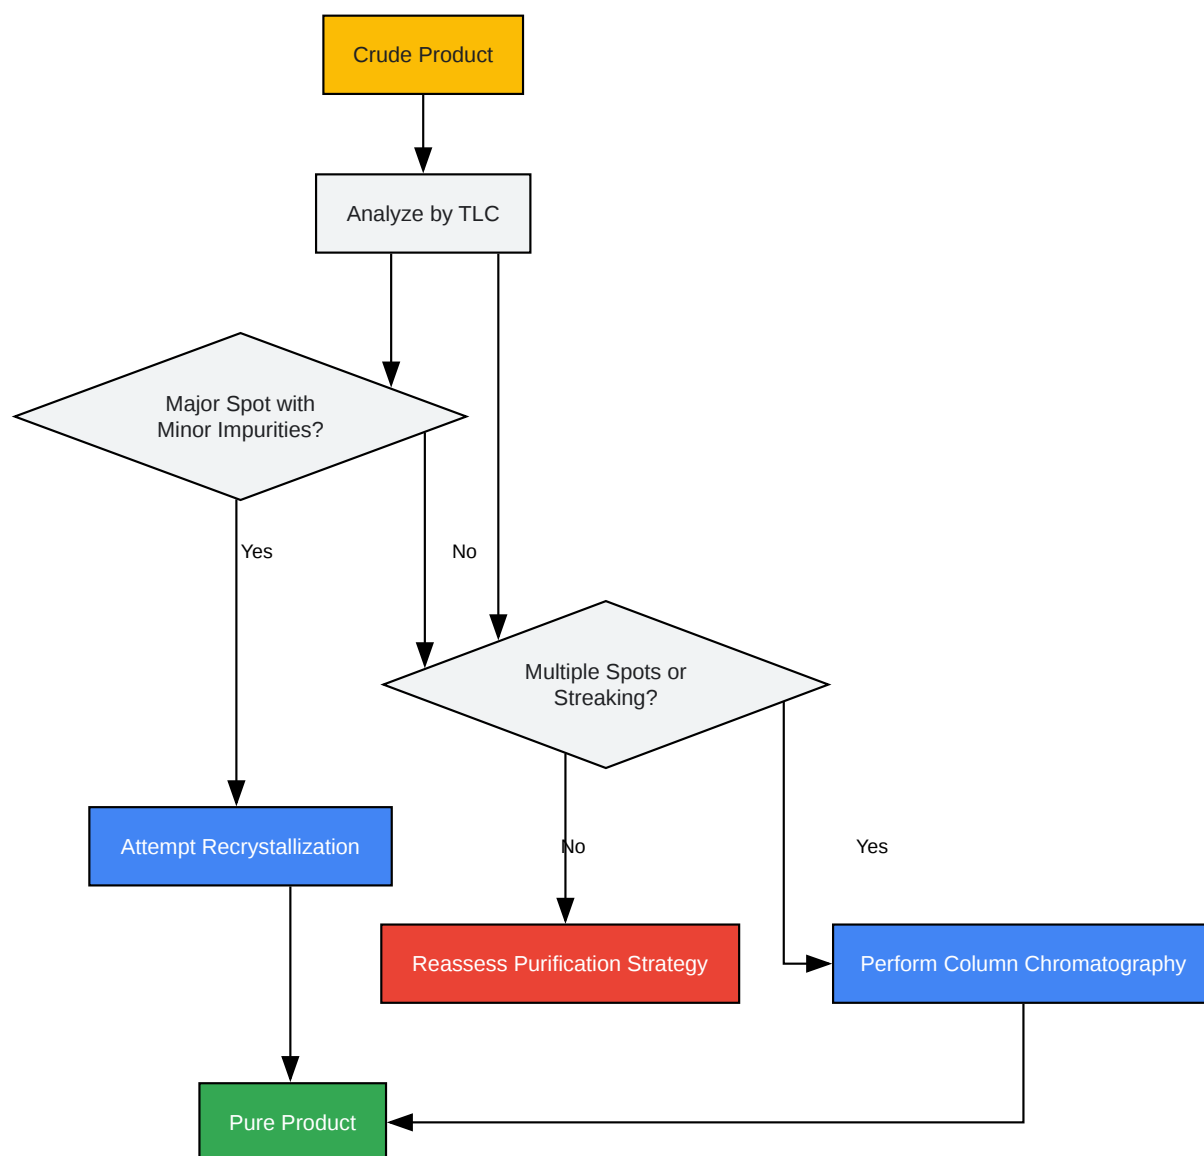 Crude Product
Analyze by TLC
Major Spot with
Minor Impurities?
Yes
No
Multiple Spots or
Streaking?
Attempt Recrystallization
No
Yes
Reassess Purification Strategy
Perform Column Chromatography
Pure Product